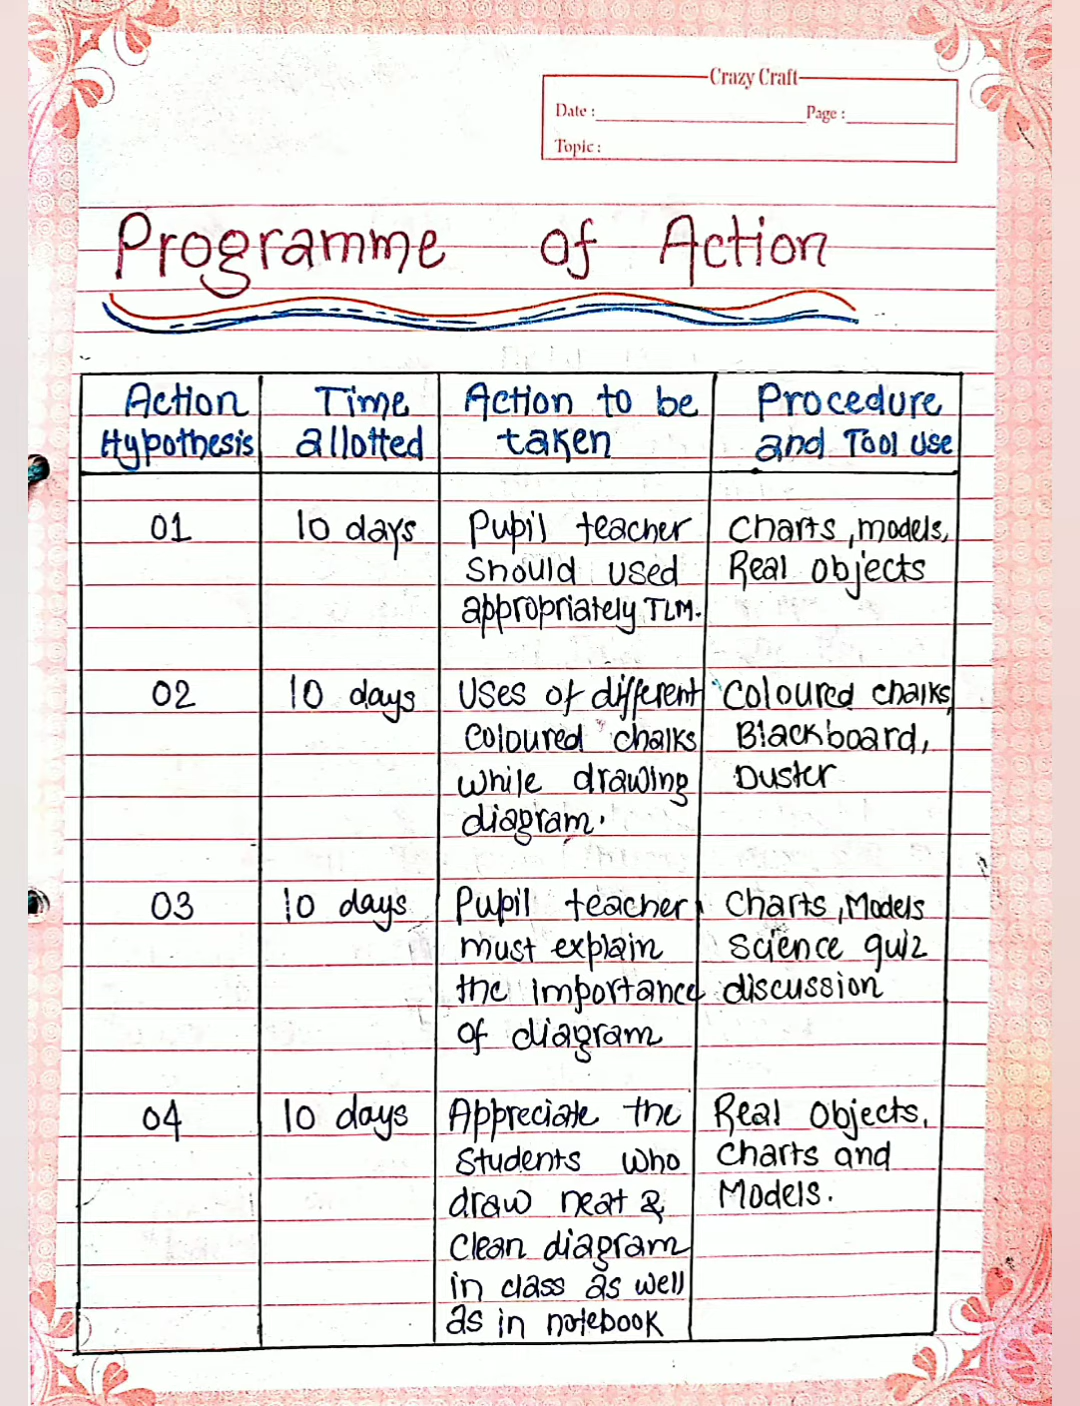 Crazy Craft
Date :
Page :
Topic :
Programme of Action
Action Hypothesis
Time allotted
Action to be taken
Procedure and Tool use
01
10 days
Pupil teacher
Should used
appropriately TLM.
Charts, models,
Real objects
02
10 days
Uses of different
Coloured chalks
while drawing
diagram.
Coloured chalks,
Blackboard,
Duster
03
10 days
Pupil teacher
must explain
the importance
of diagram
Charts, Models
Science quiz
discussion
04
10 days
Appreciate the
Students who
draw neat &
Clean diagram
in class as well
as in notebook
Real Objects,
Charts and
Models.